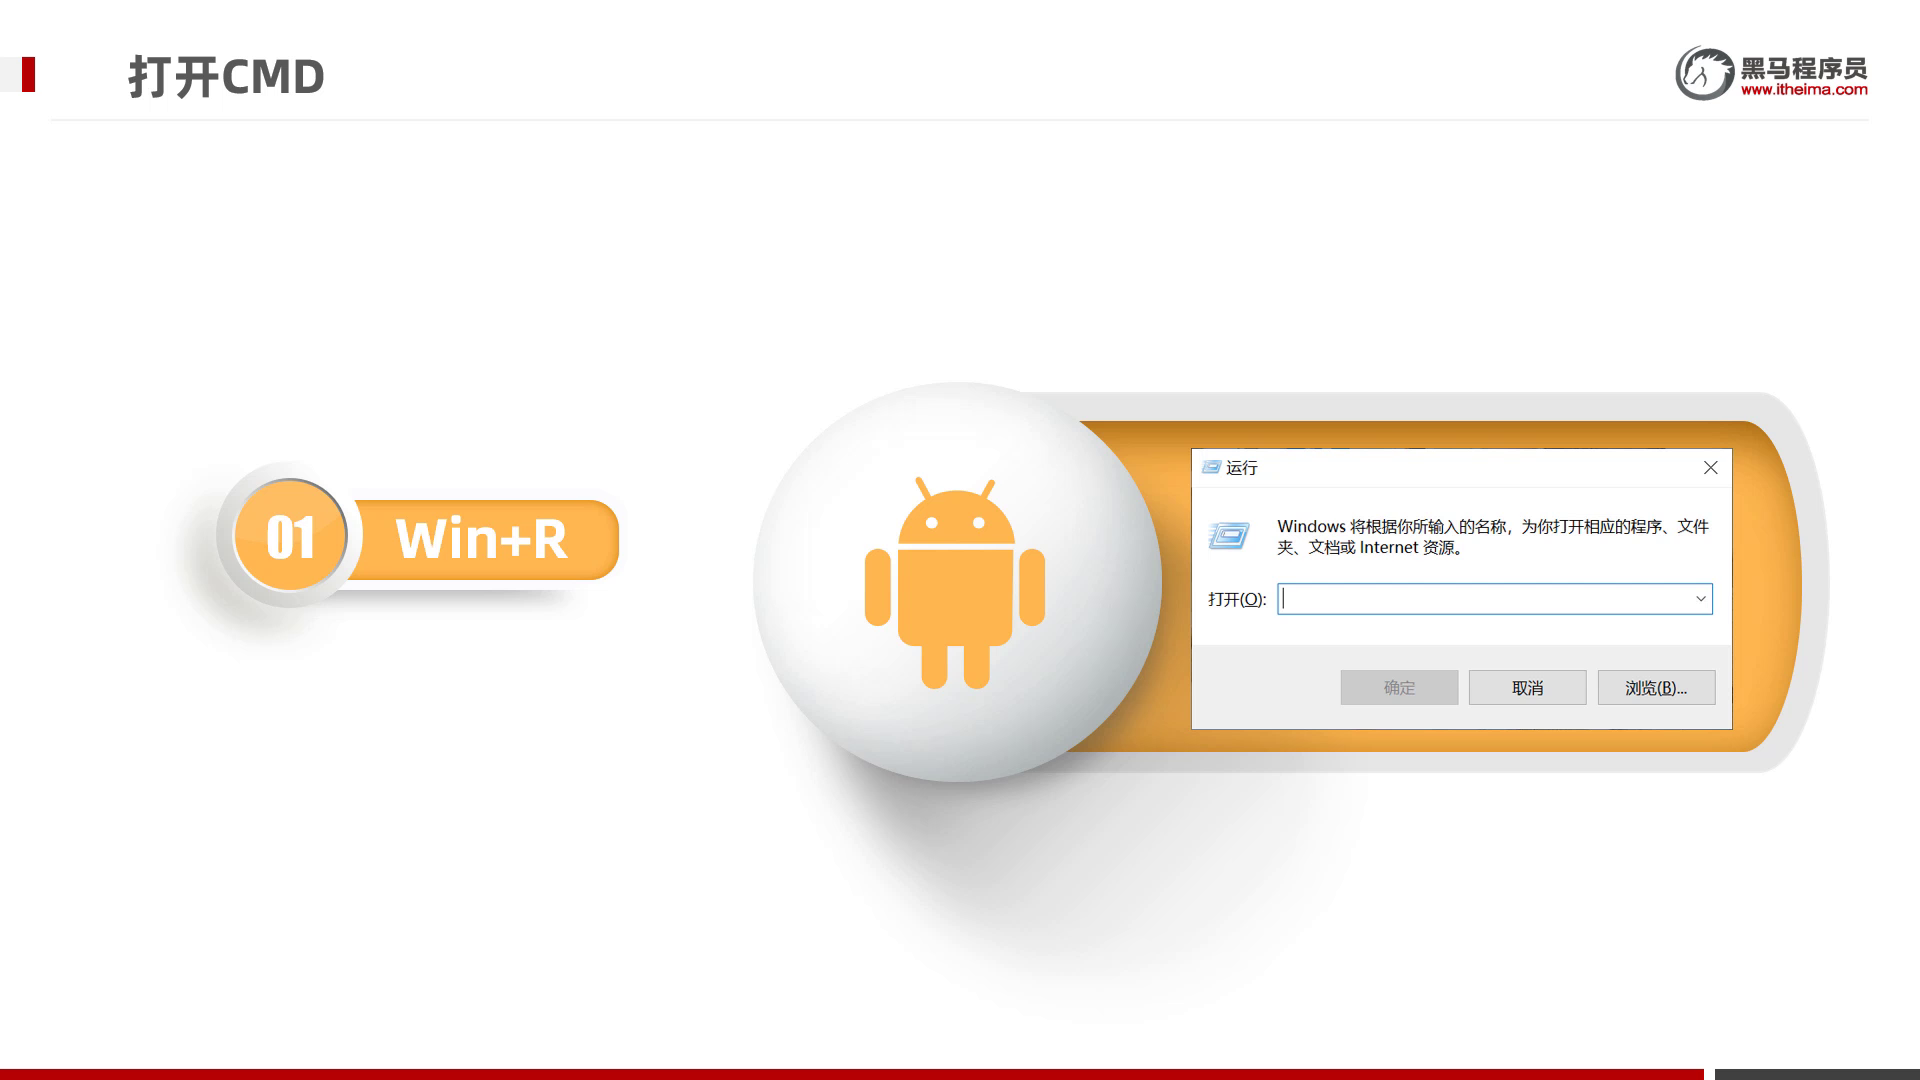 打开CMD
黑马程序员
www.itheima.com
01
Win+R
运行
Windows 将根据你所输入的名称，为你打开相应的程序、文件
夹、文档或 Internet 资源。
打开(O):
确定
取消
浏览(B)...